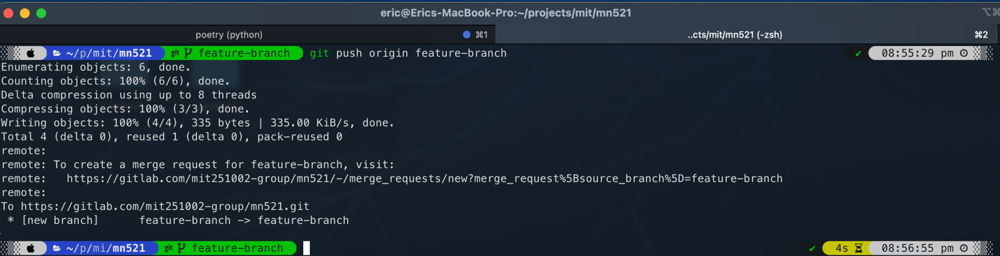 eric@Erics-MacBook-Pro:~/projects/mit/mn521 ⌥⌘
poetry (python) ⌘1 ..cts/mit/mn521 (-zsh) ⌘2
~/p/mit/mn521 git feature-branch git push origin feature-branch ✔ 08:55:29 pm
Enumerating objects: 6, done.
Counting objects: 100% (6/6), done.
Delta compression using up to 8 threads
Compressing objects: 100% (3/3), done.
Writing objects: 100% (4/4), 335 bytes | 335.00 KiB/s, done.
Total 4 (delta 0), reused 1 (delta 0), pack-reused 0
remote:
remote: To create a merge request for feature-branch, visit:
remote:   https://gitlab.com/mit251002-group/mn521/-/merge_requests/new?merge_request%5Bsource_branch%5D=feature-branch
remote:
To https://gitlab.com/mit251002-group/mn521.git
 * [new branch]      feature-branch -> feature-branch
~/p/mi/mn521 git feature-branch ✔ 4s 08:56:55 pm